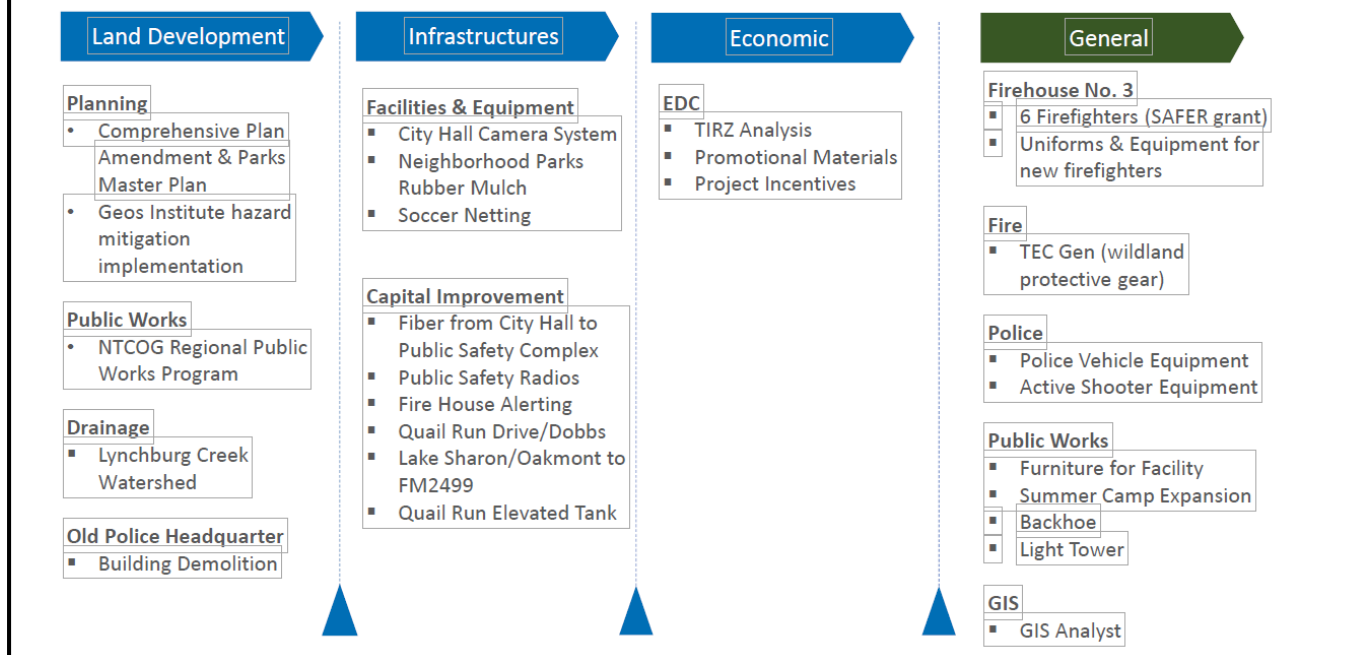 Land Development
Planning
• Comprehensive Plan
Amendment & Parks
Master Plan
• Geos Institute hazard
mitigation
implementation
Public Works
• NTCOG Regional Public
Works Program
Drainage
▪ Lynchburg Creek
Watershed
Old Police Headquarter
▪ Building Demolition
Infrastructures
Facilities & Equipment
▪ City Hall Camera System
▪ Neighborhood Parks
Rubber Mulch
▪ Soccer Netting
Capital Improvement
▪ Fiber from City Hall to
Public Safety Complex
▪ Public Safety Radios
▪ Fire House Alerting
▪ Quail Run Drive/Dobbs
▪ Lake Sharon/Oakmont to
FM2499
▪ Quail Run Elevated Tank
Economic
EDC
▪ TIRZ Analysis
▪ Promotional Materials
▪ Project Incentives
General
Firehouse No. 3
▪ 6 Firefighters (SAFER grant)
▪ Uniforms & Equipment for
new firefighters
Fire
▪ TEC Gen (wildland
protective gear)
Police
▪ Police Vehicle Equipment
▪ Active Shooter Equipment
Public Works
▪ Furniture for Facility
▪ Summer Camp Expansion
▪ Backhoe
▪ Light Tower
GIS
▪ GIS Analyst